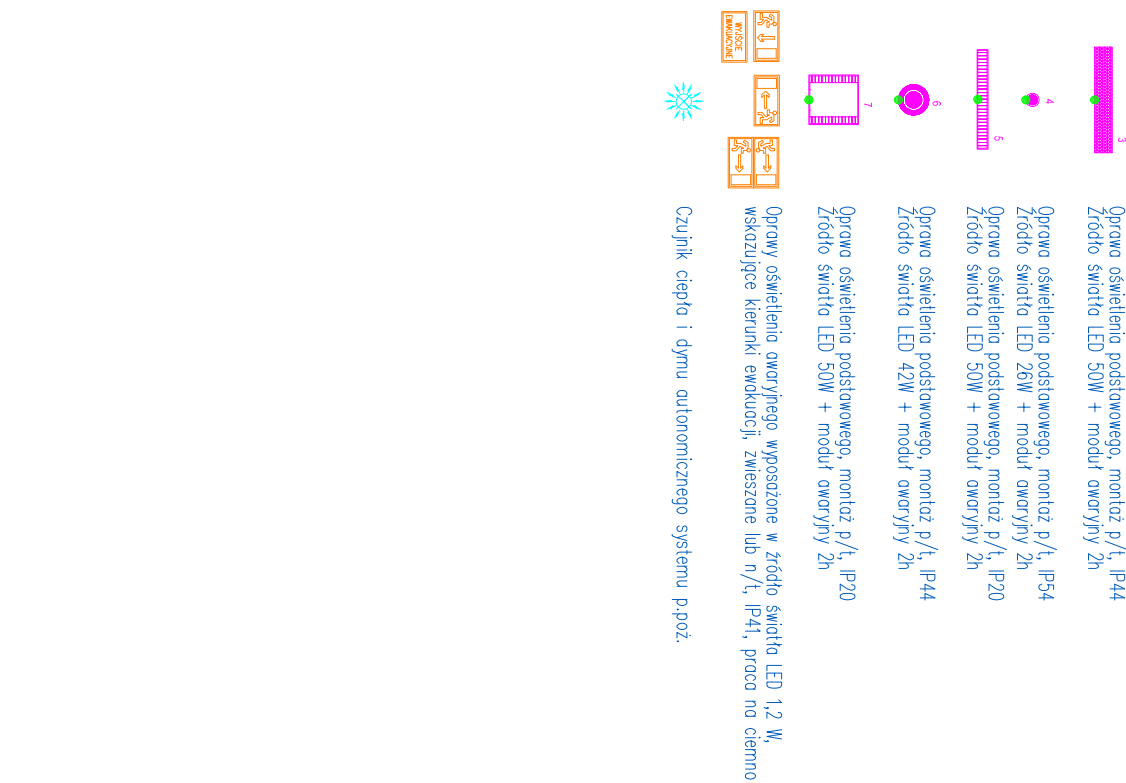 3
Oprawa oświetlenia podstawowego, montaż p/t, IP44
Źródło światła LED 50W + moduł awaryjny 2h
4
Oprawa oświetlenia podstawowego, montaż p/t, IP54
Źródło światła LED 26W + moduł awaryjny 2h
5
Oprawa oświetlenia podstawowego, montaż p/t, IP20
Źródło światła LED 50W + moduł awaryjny 2h
6
Oprawa oświetlenia podstawowego, montaż p/t, IP44
Źródło światła LED 42W + moduł awaryjny 2h
7
Oprawa oświetlenia podstawowego, montaż p/t, IP20
Źródło światła LED 50W + moduł awaryjny 2h
WYJŚCIE
EWAKUACYJNE
Oprawy oświetlenia awaryjnego wyposażone w źródło światła LED 1,2 W,
wskazujące kierunki ewakuacji, zwieszane lub n/t, IP41, praca na ciemno
Czujnik ciepła i dymu autonomicznego systemu p.poż.